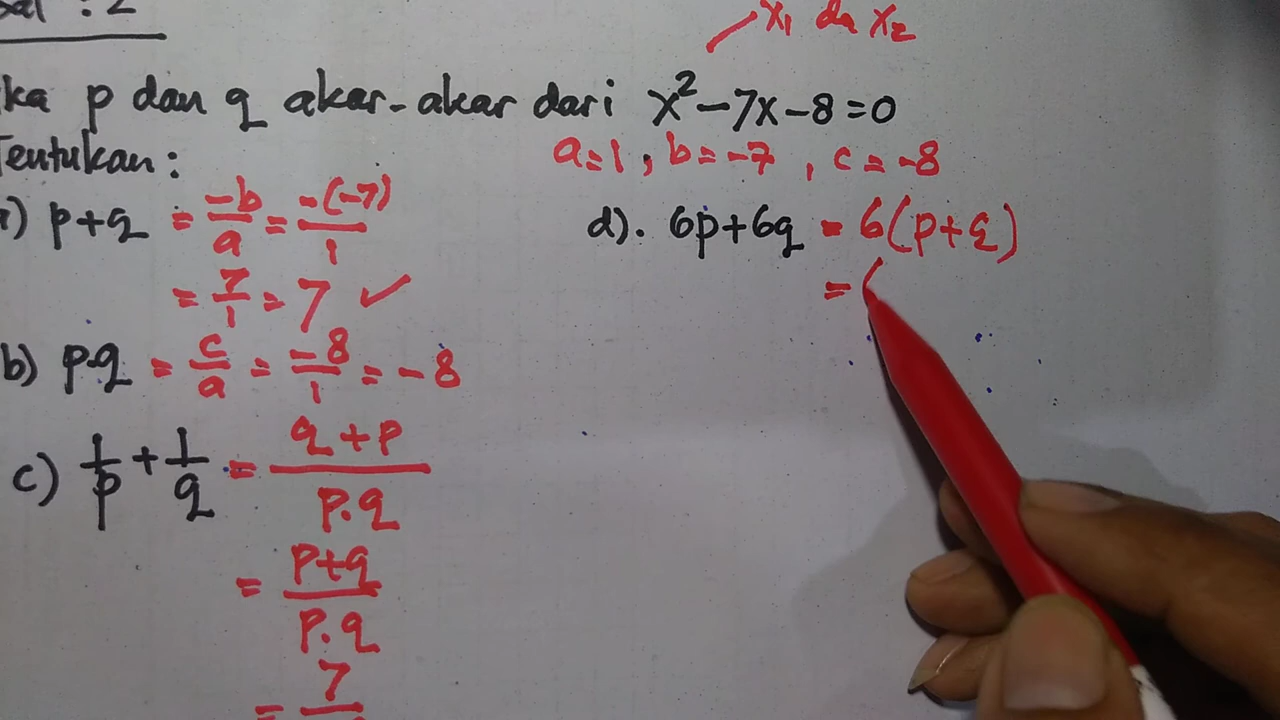 x₁ da x₂
ka p dan q akar-akar dari x²-7x-8=0
Tentukan: a=1, b=-7, c=-8
a) p+q = -b/a = -(-7)/1
= 7/1 = 7 ✓
b) p.q = c/a = -8/1 = -8
c) 1/p + 1/q = q+p/p.q
= p+q/p.q
= 7
d). 6p+6q = 6(p+q)
=